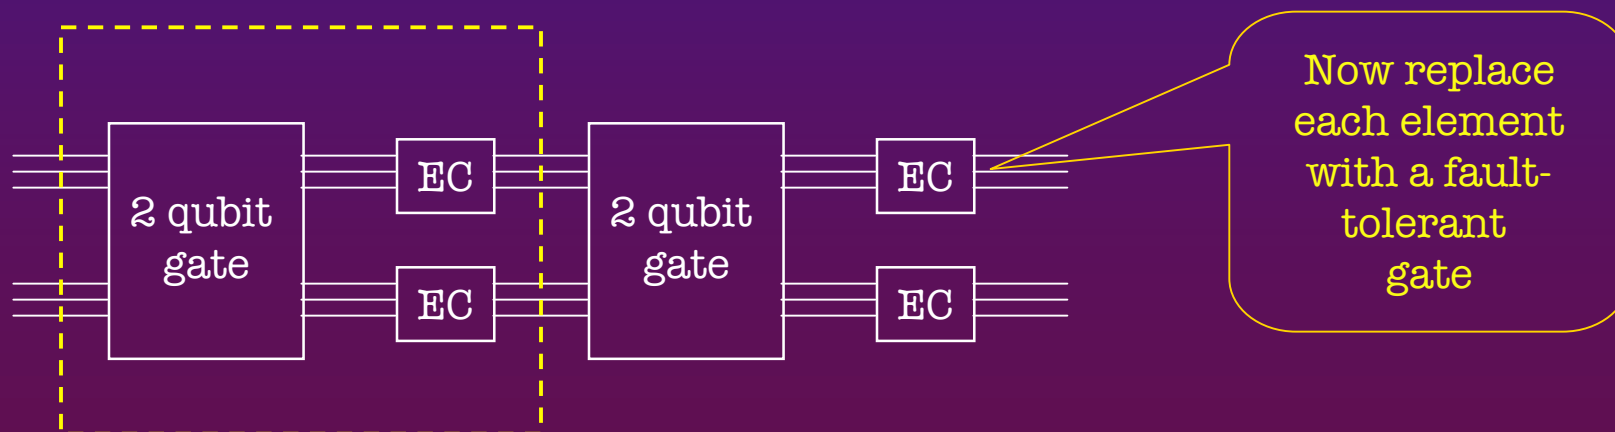 2 qubit
gate
EC
EC
2 qubit
gate
EC
EC
Now replace
each element
with a fault-
tolerant
gate